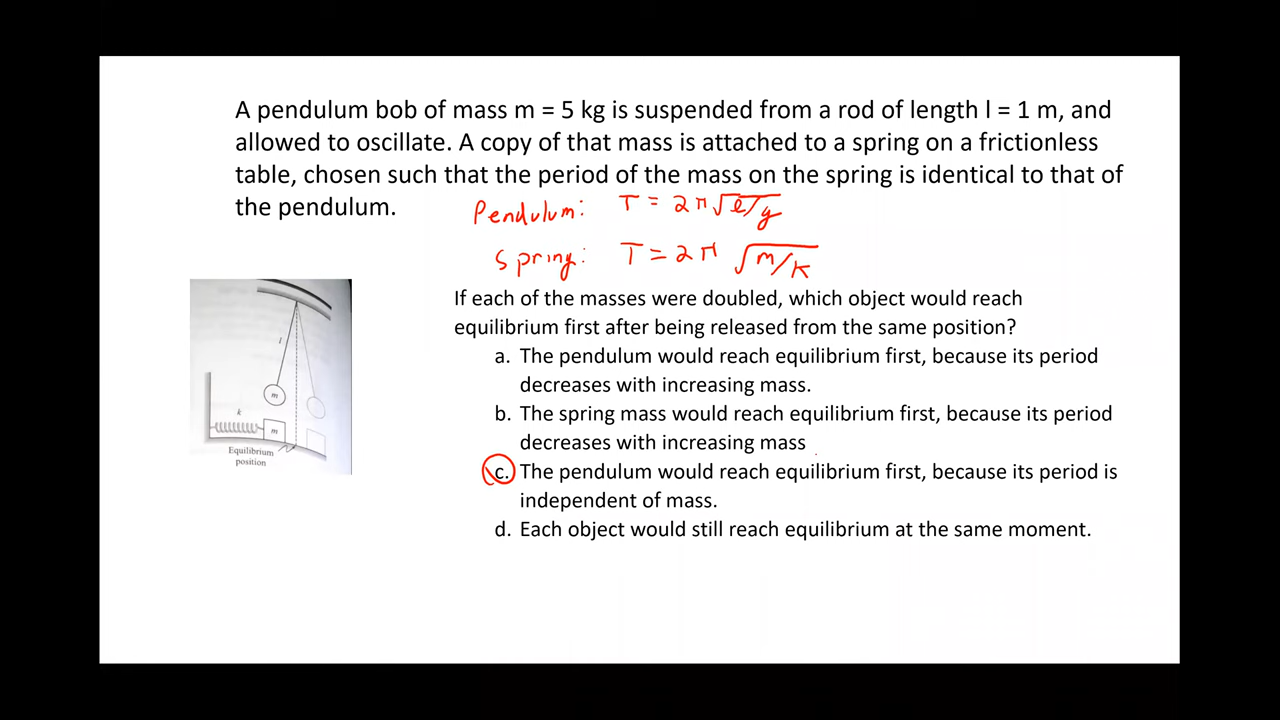 A pendulum bob of mass m = 5 kg is suspended from a rod of length l = 1 m, and
allowed to oscillate. A copy of that mass is attached to a spring on a frictionless
table, chosen such that the period of the mass on the spring is identical to that of
the pendulum.
Pendulum: T = 2π√l/g
Spring: T = 2π √m/k
l
m
k
m
Equilibrium
position
If each of the masses were doubled, which object would reach
equilibrium first after being released from the same position?
a. The pendulum would reach equilibrium first, because its period
decreases with increasing mass.
b. The spring mass would reach equilibrium first, because its period
decreases with increasing mass
c. The pendulum would reach equilibrium first, because its period is
independent of mass.
d. Each object would still reach equilibrium at the same moment.